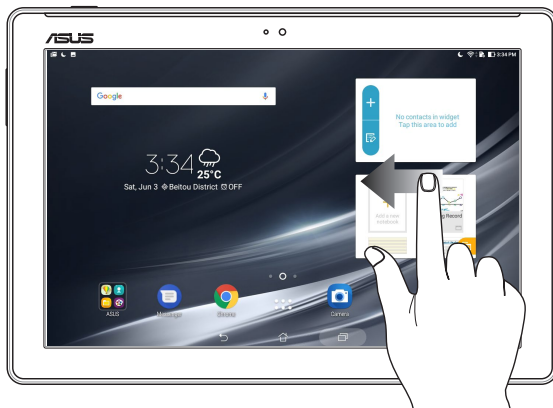 ASUS
3:34 PM
Google
No contacts in widget
Tap this area to add
3:34
25°C
Sat, Jun 3 Beitou District OFF
Add a new
notebook
ng Record
ASUS
Messenger
Chrome
Camera